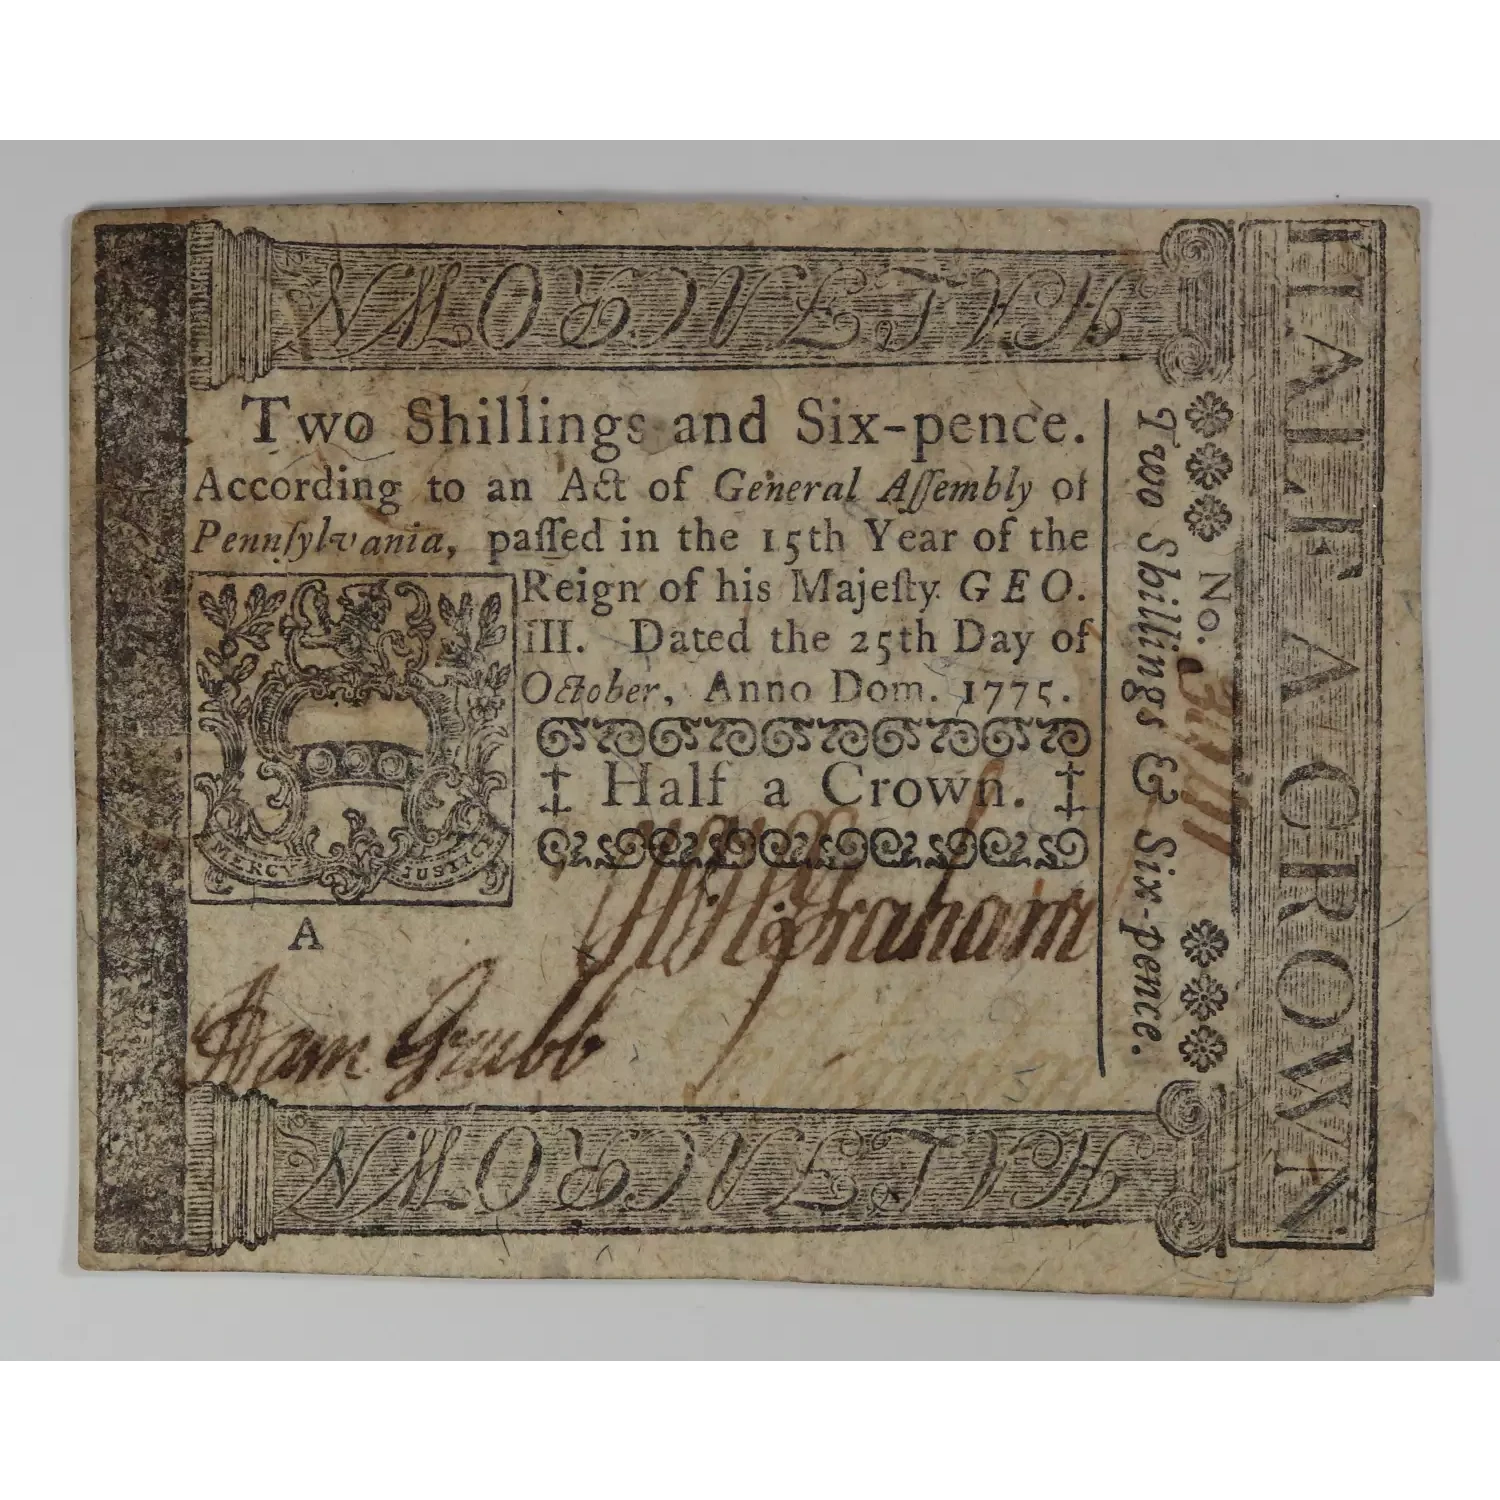 HALF A CROWN
Two Shillings and Six-pence.
According to an Act of General Aſſembly of
Pennſylvania, paſſed in the 15th Year of the
Reign of his Majeſty GEO.
III. Dated the 25th Day of
October, Anno Dom. 1775.
‡ Half a Crown. ‡
MERCY JUSTICE
A
Graham
Grubb
HALF A CROWN
No.
Two Shillings & Six-pence.
HALF A CROWN